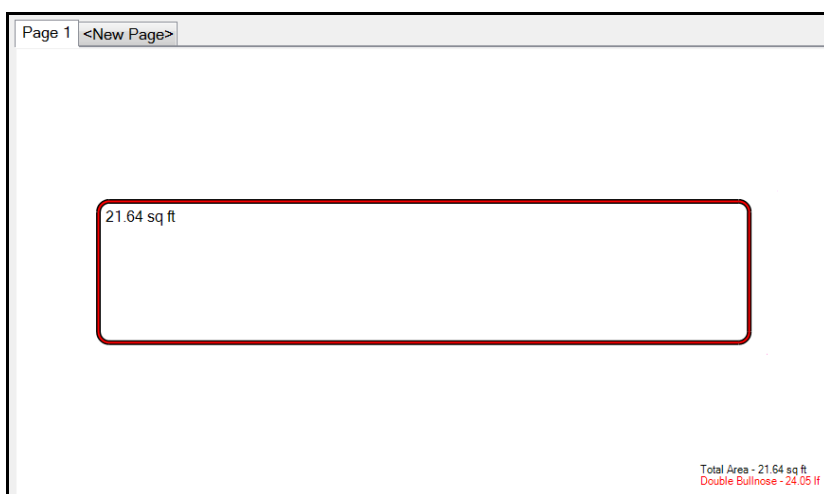 Page 1 <New Page>
21.64 sq ft
Total Area - 21.64 sq ft
Double Bullnose - 24.05 lf